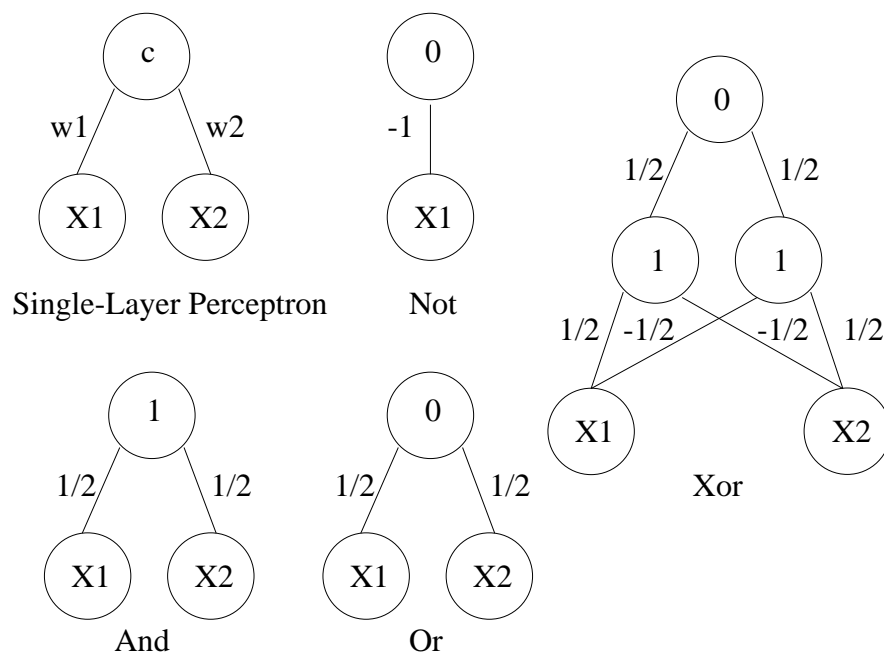 c
w1 w2
X1 X2
Single-Layer Perceptron
0
-1
X1
Not
0
1/2 1/2
1 1
1/2 -1/2 -1/2 1/2
X1 X2
Xor
1
1/2 1/2
X1 X2
And
0
1/2 1/2
X1 X2
Or